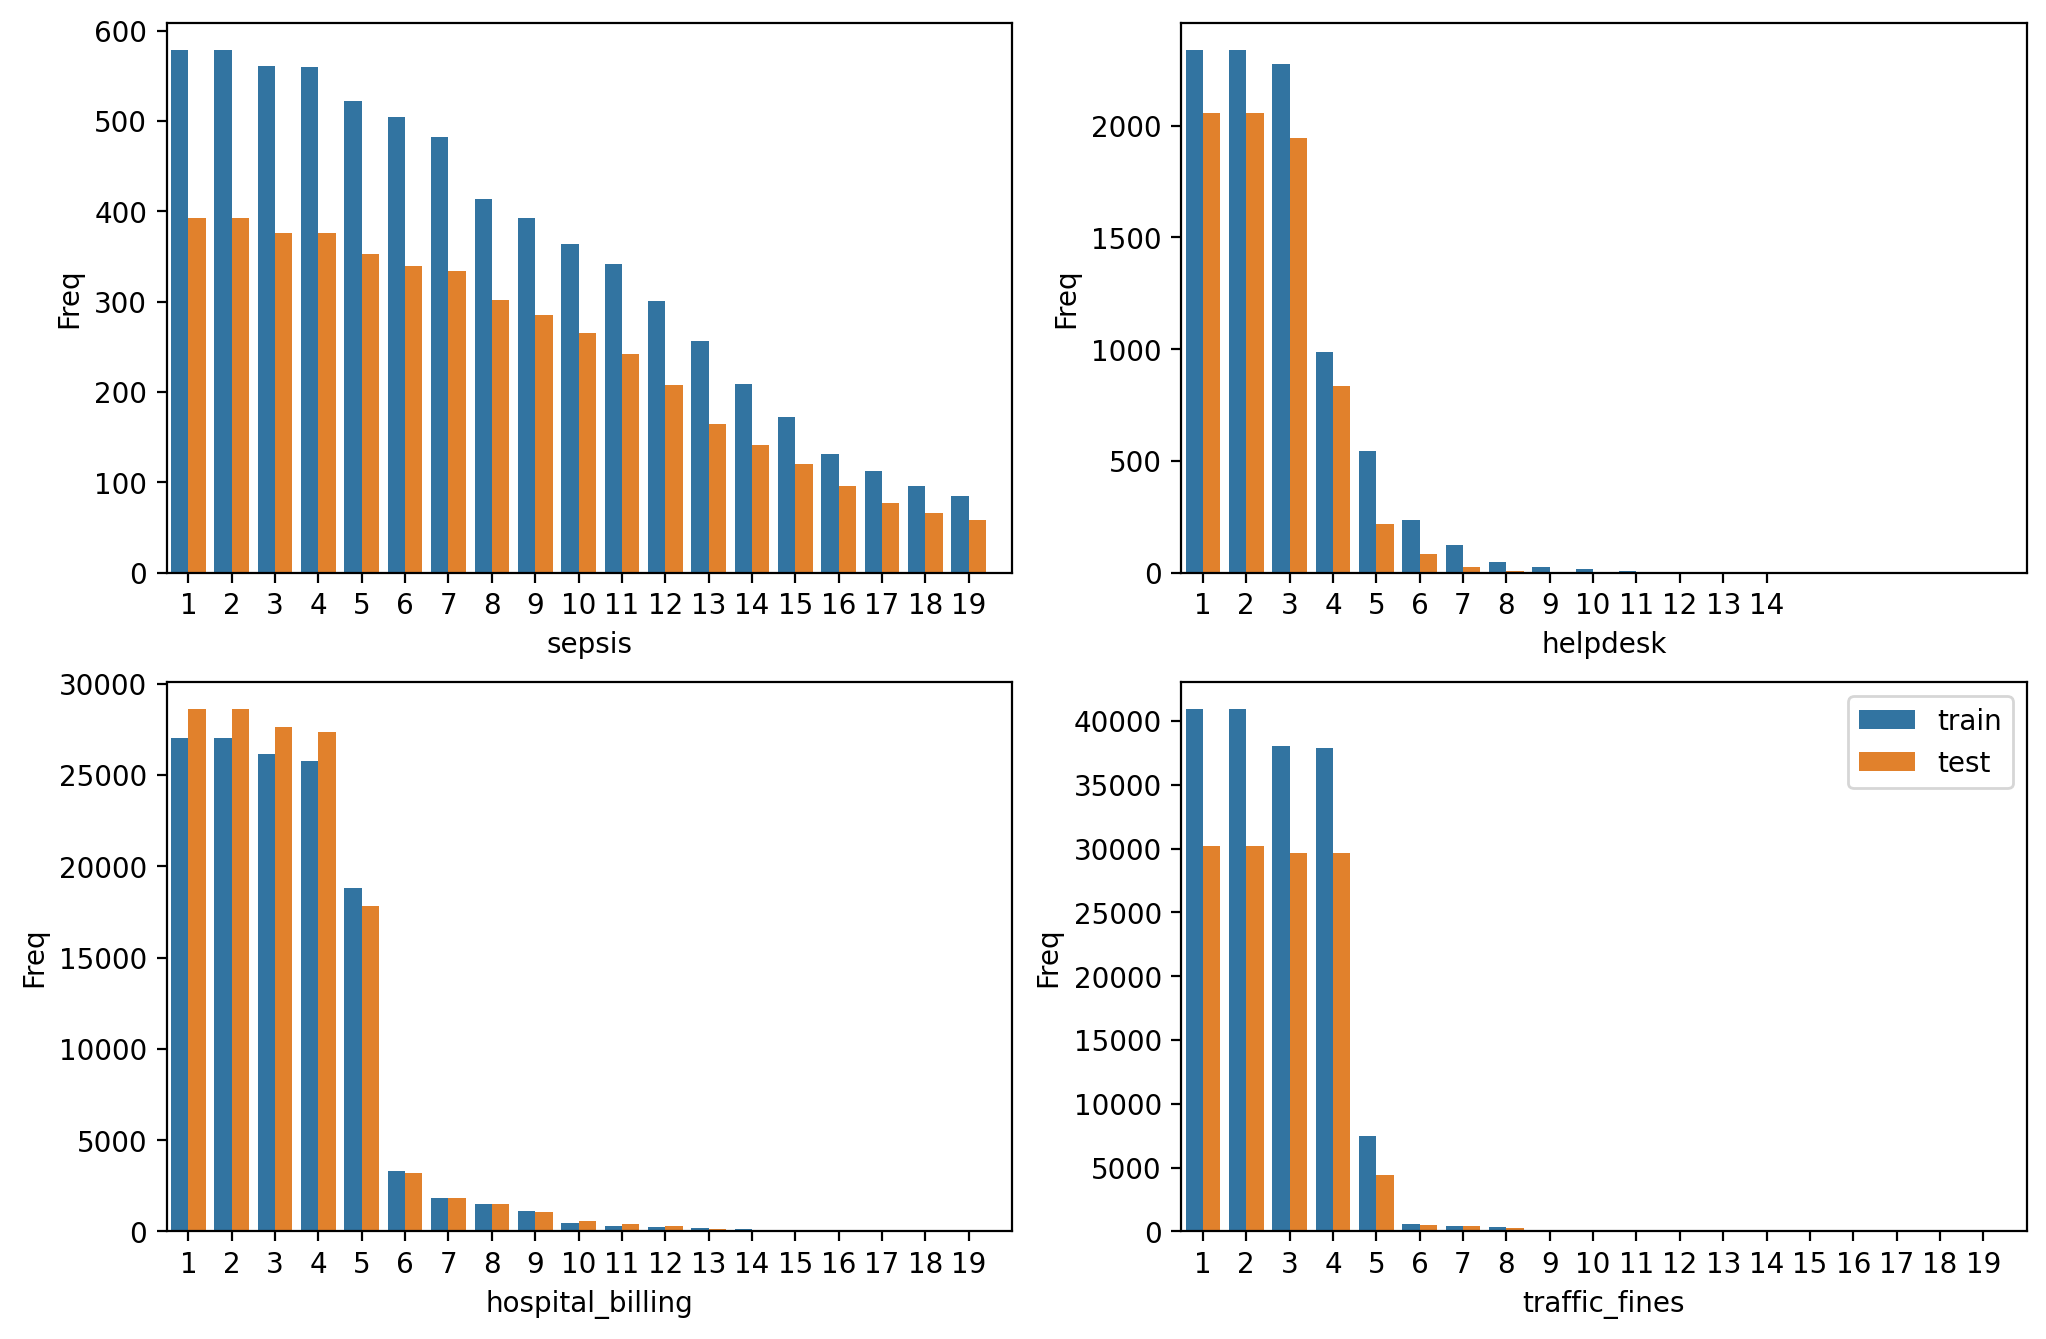 600
500
400
300
200
100
0
Freq
1 2 3 4 5 6 7 8 9 10 11 12 13 14 15 16 17 18 19
sepsis
2000
1500
1000
500
0
Freq
1 2 3 4 5 6 7 8 9 10 11 12 13 14
helpdesk
30000
25000
20000
15000
10000
5000
0
Freq
1 2 3 4 5 6 7 8 9 10 11 12 13 14 15 16 17 18 19
hospital_billing
40000
35000
30000
25000
20000
15000
10000
5000
0
Freq
train
test
1 2 3 4 5 6 7 8 9 10 11 12 13 14 15 16 17 18 19
traffic_fines